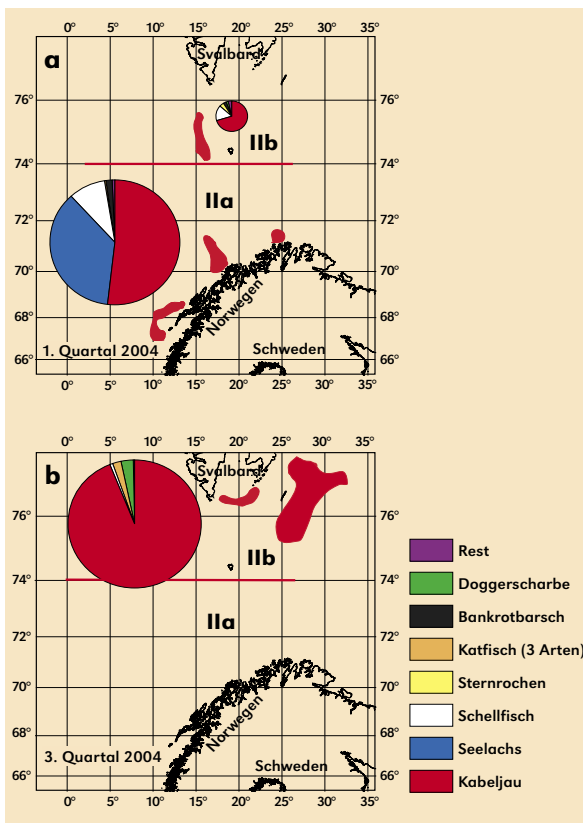 0° 5° 10° 15° 20° 25° 30° 35°
a
Svalbard
76° 76°
IIb
74° 74°
IIa
72° 72°
70° 70°
68° 68°
Norwegen
1. Quartal 2004
Schweden
66° 66°
0° 5° 10° 15° 20° 25° 30° 35°
0° 5° 10° 15° 20° 25° 30° 35°
b
Svalbard
76° 76°
IIb
74° 74°
IIa
72° 72°
70° 70°
68° 68°
Norwegen
3. Quartal 2004
Schweden
66° 66°
0° 5° 10° 15° 20° 25° 30° 35°
Rest
Doggerscharbe
Bankrotbarsch
Katfisch (3 Arten)
Sternrochen
Schellfisch
Seelachs
Kabeljau